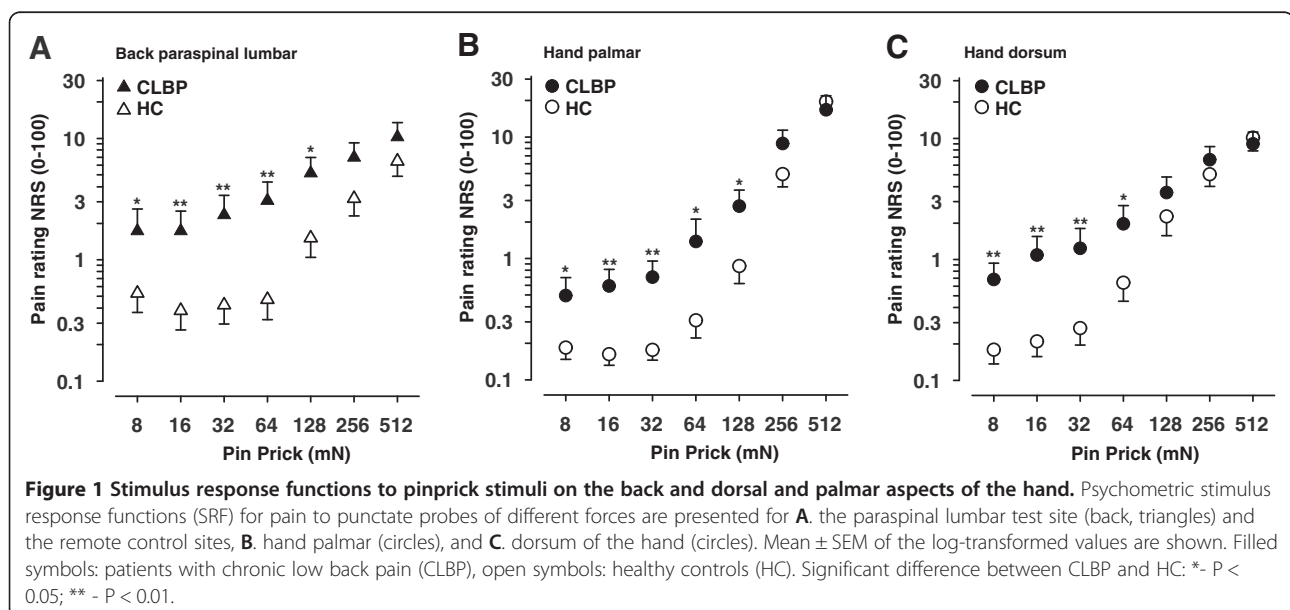 A
Back paraspinal lumbar
▲ CLBP
△ HC
Pain rating NRS (0-100)
30
10
3
1
0.3
0.1
* ** ** ** *
8 16 32 64 128 256 512
Pin Prick (mN)
B
Hand palmar
● CLBP
○ HC
Pain rating NRS (0-100)
30
10
3
1
0.3
0.1
* ** ** * *
8 16 32 64 128 256 512
Pin Prick (mN)
C
Hand dorsum
● CLBP
○ HC
Pain rating NRS (0-100)
30
10
3
1
0.3
0.1
** ** ** *
8 16 32 64 128 256 512
Pin Prick (mN)
Figure 1 Stimulus response functions to pinprick stimuli on the back and dorsal and palmar aspects of the hand. Psychometric stimulus
response functions (SRF) for pain to punctate probes of different forces are presented for A. the paraspinal lumbar test site (back, triangles) and
the remote control sites, B. hand palmar (circles), and C. dorsum of the hand (circles). Mean ± SEM of the log-transformed values are shown. Filled
symbols: patients with chronic low back pain (CLBP), open symbols: healthy controls (HC). Significant difference between CLBP and HC: *- P <
0.05; ** - P < 0.01.